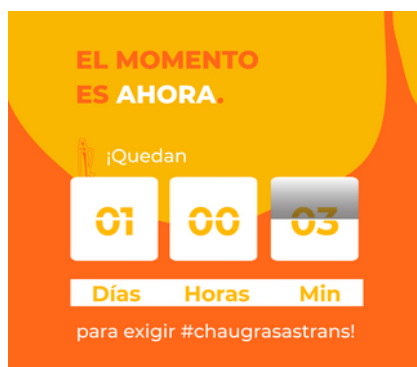 EL MOMENTO
ES AHORA.
¡Quedan
01 00 03
Días Horas Min
para exigir #chaugrasastrans!